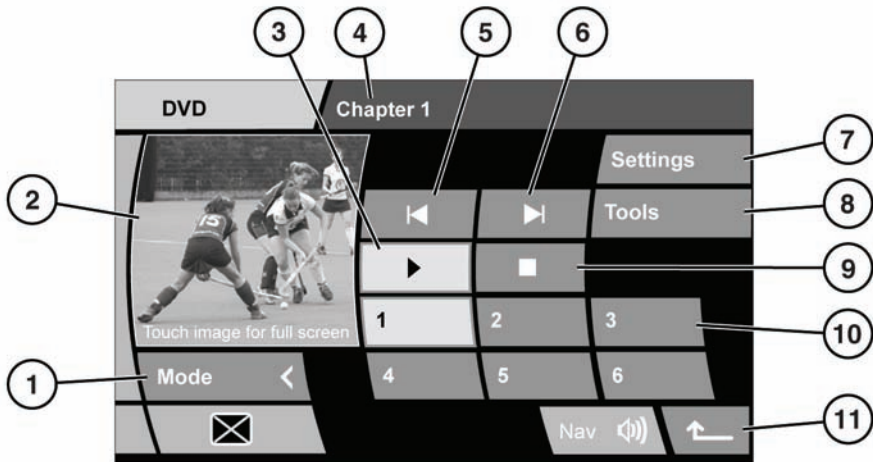 3 4 5 6
DVD Chapter 1
7
Settings
2
8
Tools
15
9
Touch image for full screen
1 2 3
10
1
Mode
4 5 6
Nav
11